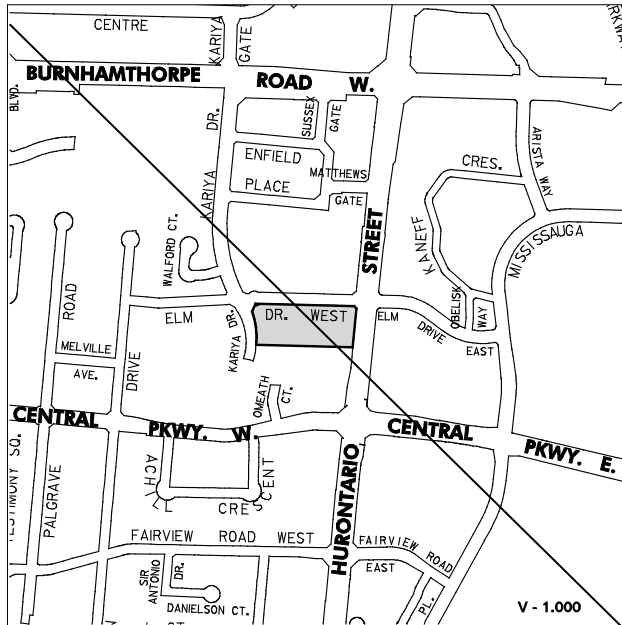 CENTRE
KARIYA
GATE
BURNHAMTHORPE ROAD W.
BLVD.
DR.
SUSSEX
GATE
ENFIELD
PLACE
MATTHEWS
GATE
KARIYA
CRES.
ARISTA WAY
KANEFF
MISSISSAUGA
STREET
WALFORD CT.
ROAD
ELM
DR. WEST
KARIYA DR.
ELM
DRIVE
EAST
OBELISK
WAY
MELVILLE
AVE.
DRIVE
OMEATH
CT.
CENTRAL PKWY. W.
CENTRAL
PKWY. E.
PALGRAVE
CRESCENT
HURONTARIO
FAIRVIEW ROAD WEST
FAIRVIEW ROAD
EAST
SIR
ANTONIO
DR.
DANIELSON CT.
PL.
V - 1.000